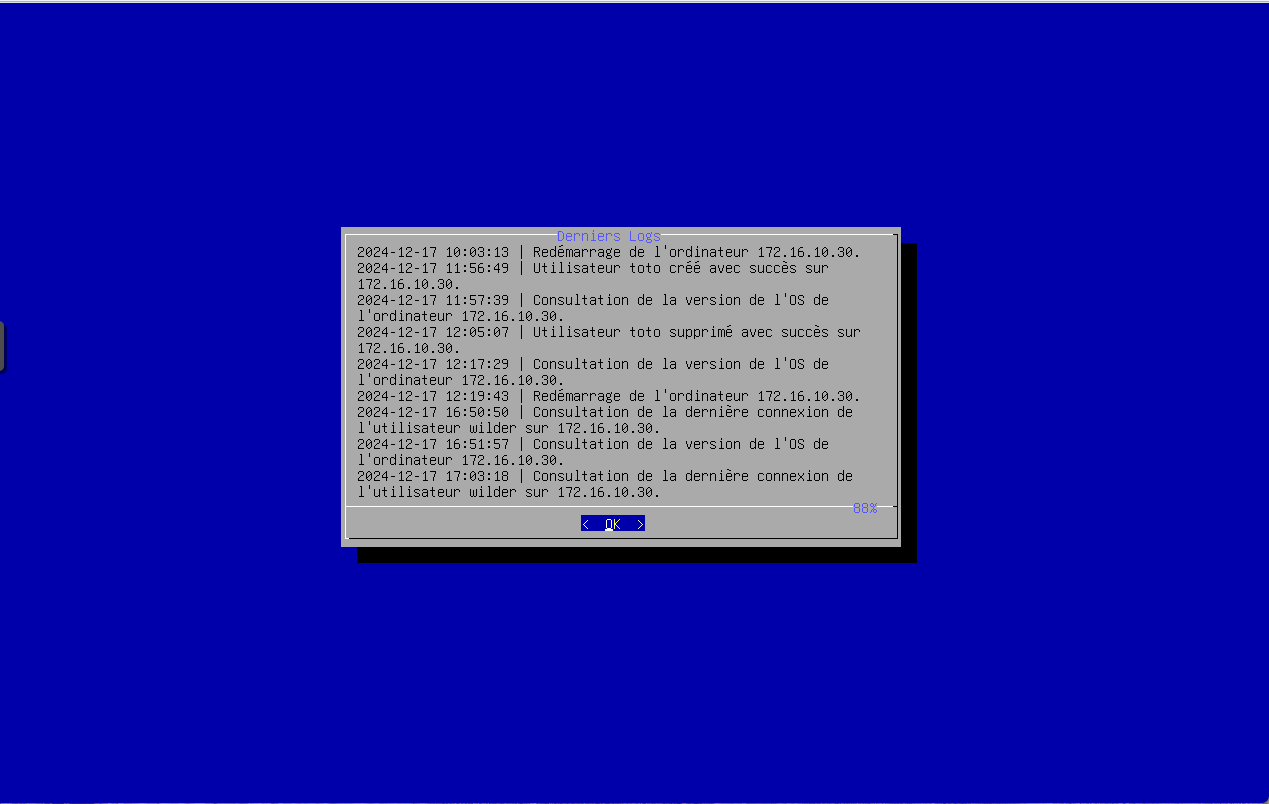 Derniers Logs
2024-12-17 10:03:13 | Redémarrage de l'ordinateur 172.16.10.30.
2024-12-17 11:56:49 | Utilisateur toto créé avec succès sur
172.16.10.30.
2024-12-17 11:57:39 | Consultation de la version de l'OS de
l'ordinateur 172.16.10.30.
2024-12-17 12:05:07 | Utilisateur toto supprimé avec succès sur
172.16.10.30.
2024-12-17 12:17:29 | Consultation de la version de l'OS de
l'ordinateur 172.16.10.30.
2024-12-17 12:19:43 | Redémarrage de l'ordinateur 172.16.10.30.
2024-12-17 16:50:50 | Consultation de la dernière connexion de
l'utilisateur wilder sur 172.16.10.30.
2024-12-17 16:51:57 | Consultation de la version de l'OS de
l'ordinateur 172.16.10.30.
2024-12-17 17:03:18 | Consultation de la dernière connexion de
l'utilisateur wilder sur 172.16.10.30.
88%
< OK >